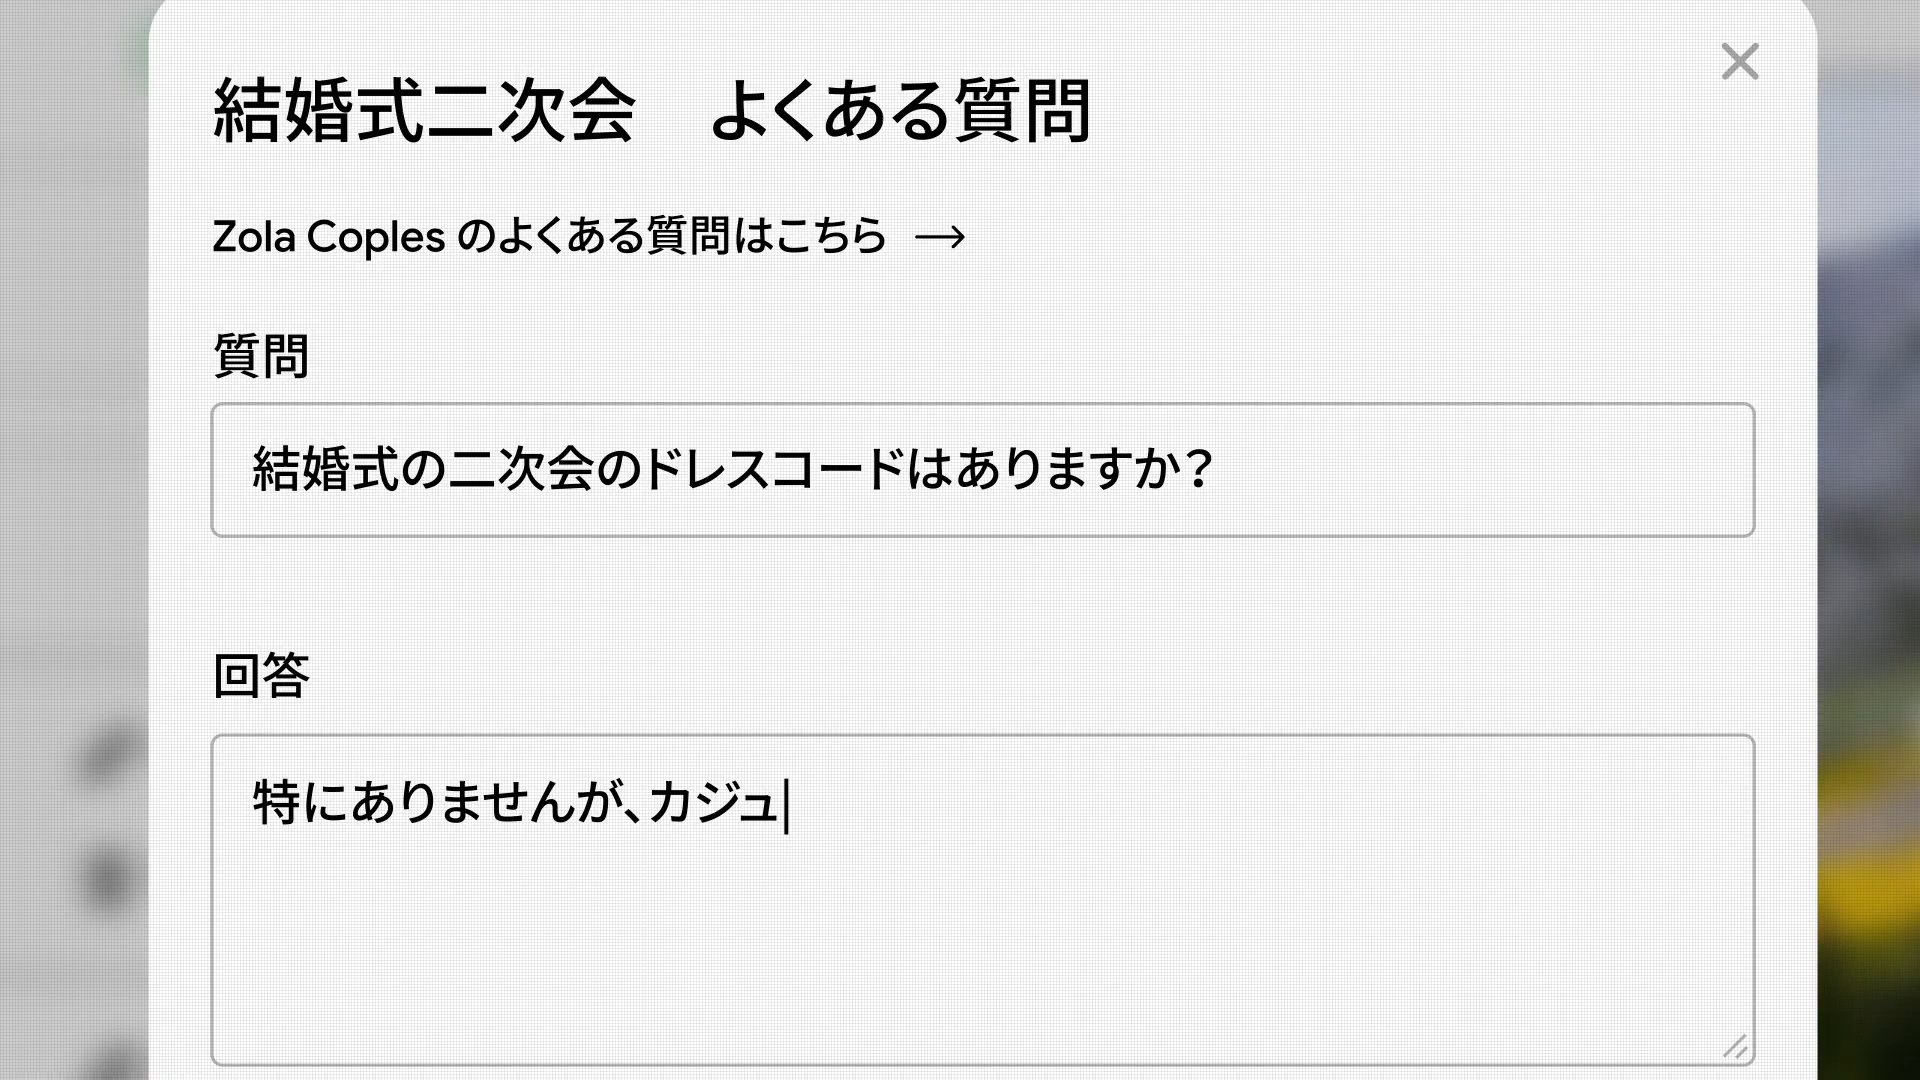 結婚式二次会　よくある質問
Zola Coples のよくある質問はこちら →
質問
結婚式の二次会のドレスコードはありますか?
回答
特にありませんが、カジュ